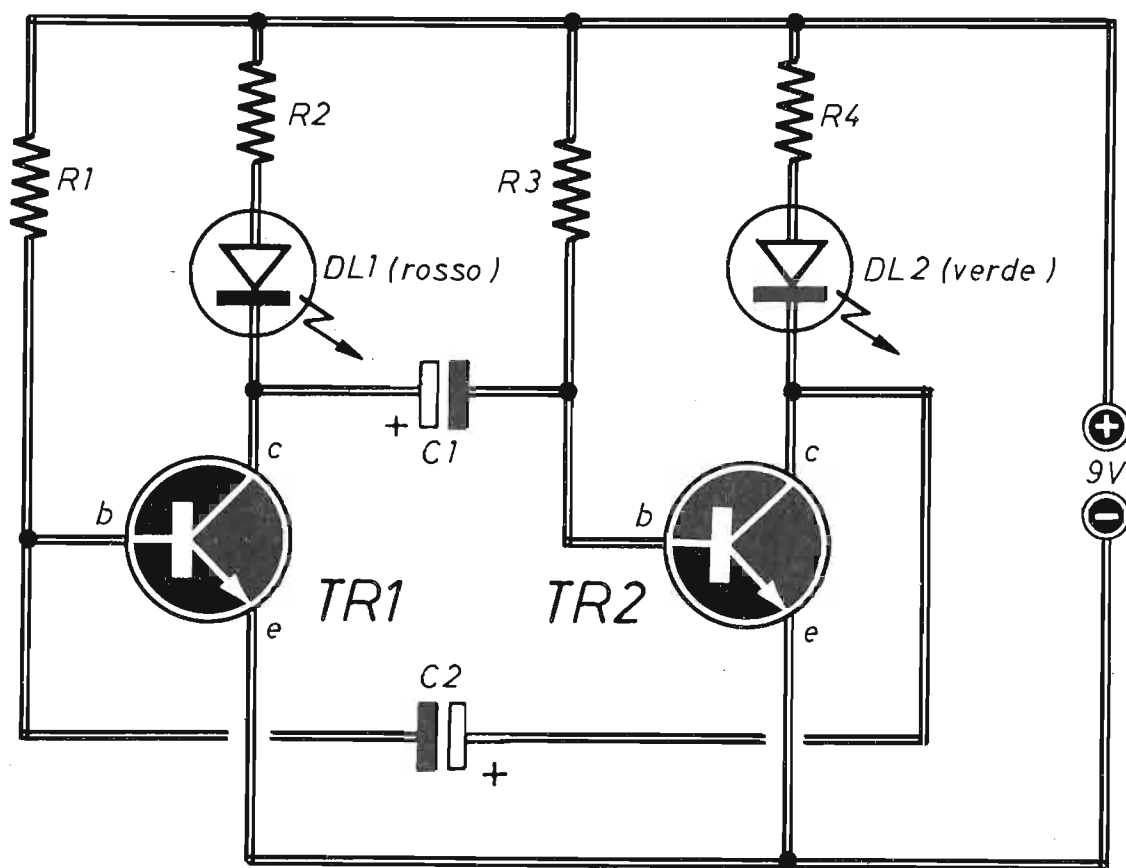 R2
R4
R1
R3
DL1 (rosso)
DL2 (verde)
+
C1
+
9V
-
c
c
b
b
TR1
TR2
e
e
C2
+